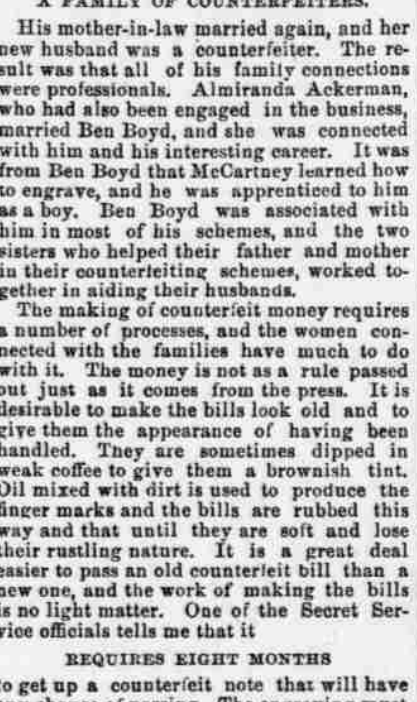 A FAMILY OF COUNTERFEITERS.
His mother-in-law married again, and her
new husband was a counterfeiter. The re-
sult was that all of his family connections
were professionals. Almiranda Ackerman,
who had also been engaged in the business,
married Ben Boyd, and she was connected
with him and his interesting career. It was
from Ben Boyd that McCartney learned how
to engrave, and he was apprenticed to him
as a boy. Ben Boyd was associated with
him in most of his schemes, and the two
sisters who helped their father and mother
in their counterfeiting schemes, worked to-
gether in aiding their husbands.
The making of counterfeit money requires
a number of processes, and the women con-
nected with the families have much to do
with it. The money is not as a rule passed
out just as it comes from the press. It is
desirable to make the bills look old and to
give them the appearance of having been
handled. They are sometimes dipped in
weak coffee to give them a brownish tint.
Oil mixed with dirt is used to produce the
finger marks and the bills are rubbed this
way and that until they are soft and lose
their rustling nature. It is a great deal
easier to pass an old counterfeit bill than a
new one, and the work of making the bills
is no light matter. One of the Secret Ser-
vice officials tells me that it
REQUIRES EIGHT MONTHS
to get up a counterfeit note that will have